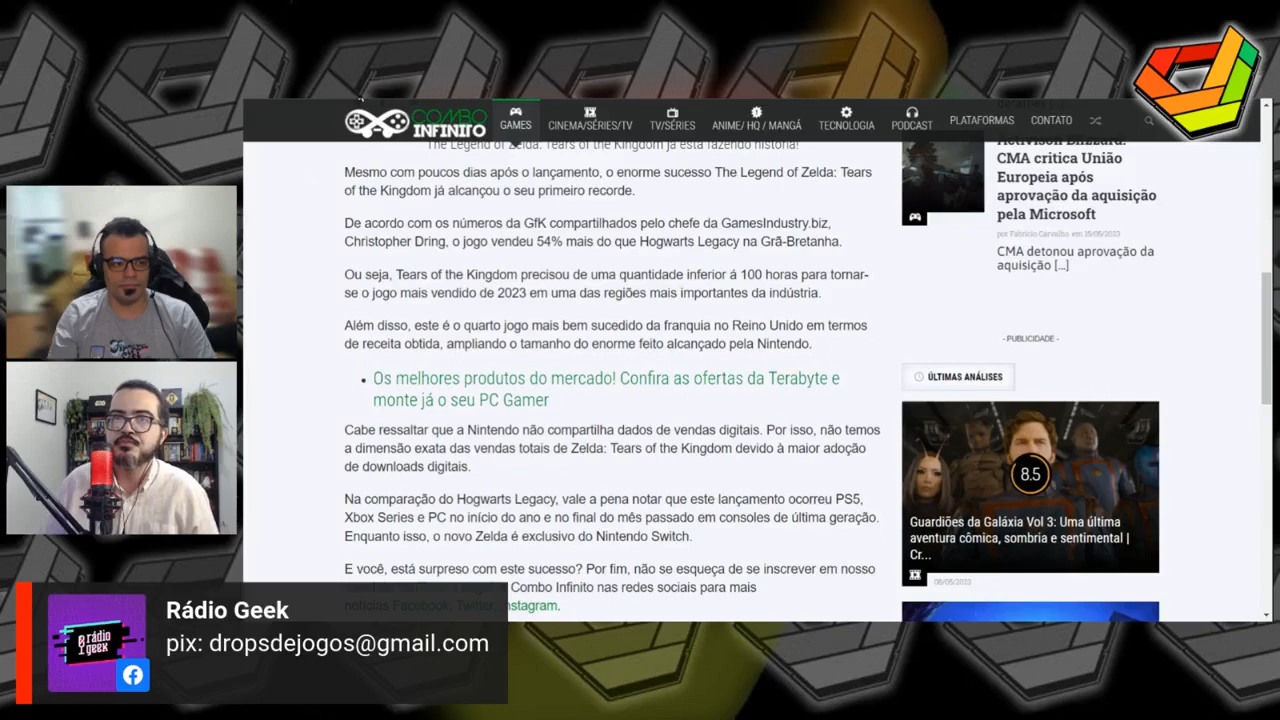 COMBO
INFINITO
GAMES
CINEMA/SÉRIES/TV
TV/SÉRIES
ANIME/ HQ / MANGÁ
TECNOLOGIA
PODCAST
PLATAFORMAS
CONTATO
The Legend of Zelda: Tears of the Kingdom já está fazendo história!
Mesmo com poucos dias após o lançamento, o enorme sucesso The Legend of Zelda: Tears
of the Kingdom já alcançou o seu primeiro recorde.
De acordo com os números da GfK compartilhados pelo chefe da GamesIndustry.biz,
Christopher Dring, o jogo vendeu 54% mais do que Hogwarts Legacy na Grã-Bretanha.
Ou seja, Tears of the Kingdom precisou de uma quantidade inferior á 100 horas para tornar-
se o jogo mais vendido de 2023 em uma das regiões mais importantes da indústria.
Além disso, este é o quarto jogo mais bem sucedido da franquia no Reino Unido em termos
de receita obtida, ampliando o tamanho do enorme feito alcançado pela Nintendo.
• Os melhores produtos do mercado! Confira as ofertas da Terabyte e
monte já o seu PC Gamer
Cabe ressaltar que a Nintendo não compartilha dados de vendas digitais. Por isso, não temos
a dimensão exata das vendas totais de Zelda: Tears of the Kingdom devido à maior adoção
de downloads digitais.
Na comparação do Hogwarts Legacy, vale a pena notar que este lançamento ocorreu PS5,
Xbox Series e PC no início do ano e no final do mês passado em consoles de última geração.
Enquanto isso, o novo Zelda é exclusivo do Nintendo Switch.
E você, está surpreso com este sucesso? Por fim, não se esqueça de se inscrever em nosso
Combo Infinito nas redes sociais para mais
notícias Facebook, Twitter, Instagram.
Activision Blizzard:
CMA critica União
Europeia após
aprovação da aquisição
pela Microsoft
por Fabrício Carvalho em 15/05/2023
CMA detonou aprovação da
aquisição [...]
- PUBLICIDADE -
ÚLTIMAS ANÁLISES
8.5
Guardiões da Galáxia Vol 3: Uma última
aventura cômica, sombria e sentimental |
Cr...
08/05/2023
rádio
geek
Rádio Geek
pix: dropsdejogos@gmail.com